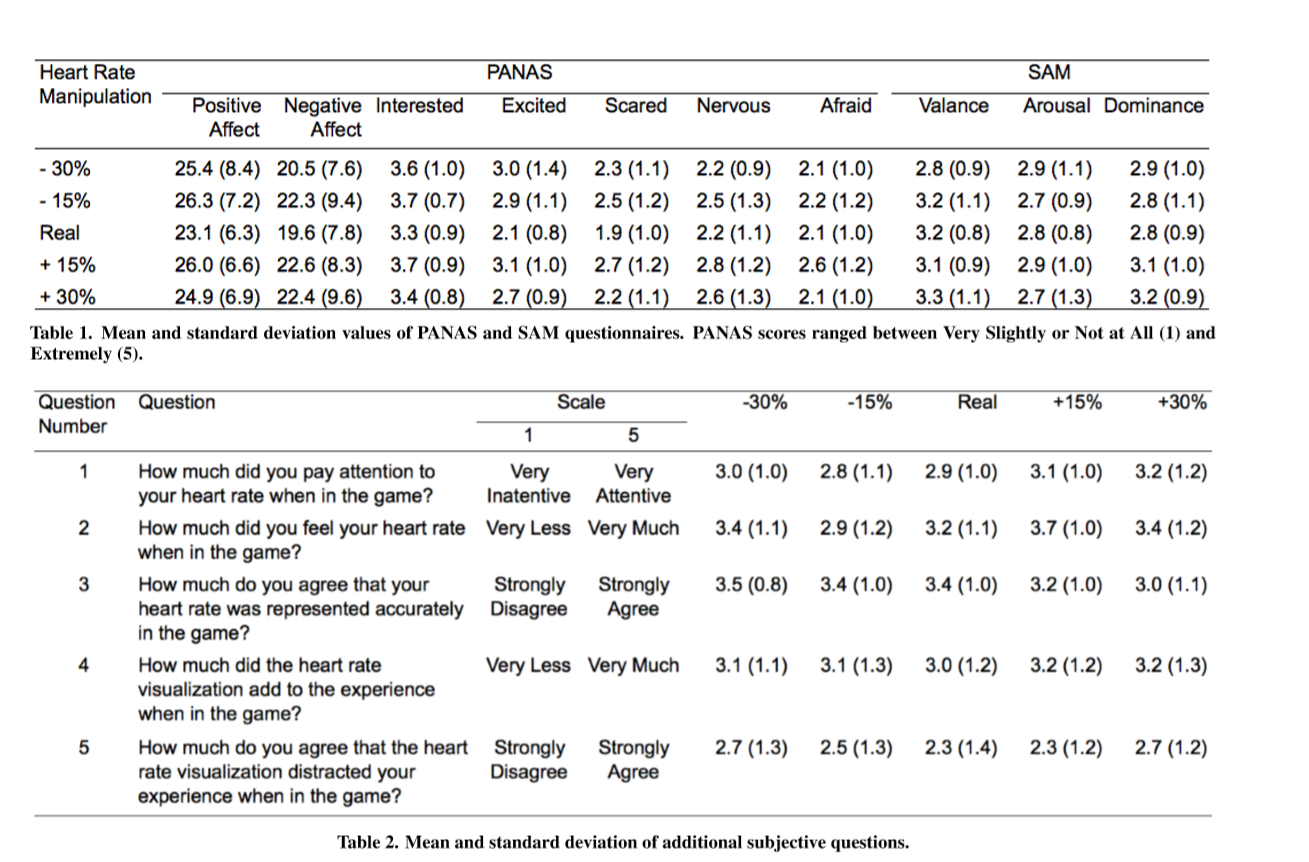 Heart Rate PANAS SAM
Manipulation Positive Negative Interested Excited Scared Nervous Afraid Valance Arousal Dominance
Affect Affect
- 30% 25.4 (8.4) 20.5 (7.6) 3.6 (1.0) 3.0 (1.4) 2.3 (1.1) 2.2 (0.9) 2.1 (1.0) 2.8 (0.9) 2.9 (1.1) 2.9 (1.0)
- 15% 26.3 (7.2) 22.3 (9.4) 3.7 (0.7) 2.9 (1.1) 2.5 (1.2) 2.5 (1.3) 2.2 (1.2) 3.2 (1.1) 2.7 (0.9) 2.8 (1.1)
Real 23.1 (6.3) 19.6 (7.8) 3.3 (0.9) 2.1 (0.8) 1.9 (1.0) 2.2 (1.1) 2.1 (1.0) 3.2 (0.8) 2.8 (0.8) 2.8 (0.9)
+ 15% 26.0 (6.6) 22.6 (8.3) 3.7 (0.9) 3.1 (1.0) 2.7 (1.2) 2.8 (1.2) 2.6 (1.2) 3.1 (0.9) 2.9 (1.0) 3.1 (1.0)
+ 30% 24.9 (6.9) 22.4 (9.6) 3.4 (0.8) 2.7 (0.9) 2.2 (1.1) 2.6 (1.3) 2.1 (1.0) 3.3 (1.1) 2.7 (1.3) 3.2 (0.9)
Table 1. Mean and standard deviation values of PANAS and SAM questionnaires. PANAS scores ranged between Very Slightly or Not at All (1) and
Extremely (5).
Question Question Scale -30% -15% Real +15% +30%
Number 1 5
1 How much did you pay attention to Very Very 3.0 (1.0) 2.8 (1.1) 2.9 (1.0) 3.1 (1.0) 3.2 (1.2)
your heart rate when in the game? Inatentive Attentive
2 How much did you feel your heart rate Very Less Very Much 3.4 (1.1) 2.9 (1.2) 3.2 (1.1) 3.7 (1.0) 3.4 (1.2)
when in the game?
3 How much do you agree that your Strongly Strongly 3.5 (0.8) 3.4 (1.0) 3.4 (1.0) 3.2 (1.0) 3.0 (1.1)
heart rate was represented accurately Disagree Agree
in the game?
4 How much did the heart rate Very Less Very Much 3.1 (1.1) 3.1 (1.3) 3.0 (1.2) 3.2 (1.2) 3.2 (1.3)
visualization add to the experience
when in the game?
5 How much do you agree that the heart Strongly Strongly 2.7 (1.3) 2.5 (1.3) 2.3 (1.4) 2.3 (1.2) 2.7 (1.2)
rate visualization distracted your Disagree Agree
experience when in the game?
Table 2. Mean and standard deviation of additional subjective questions.